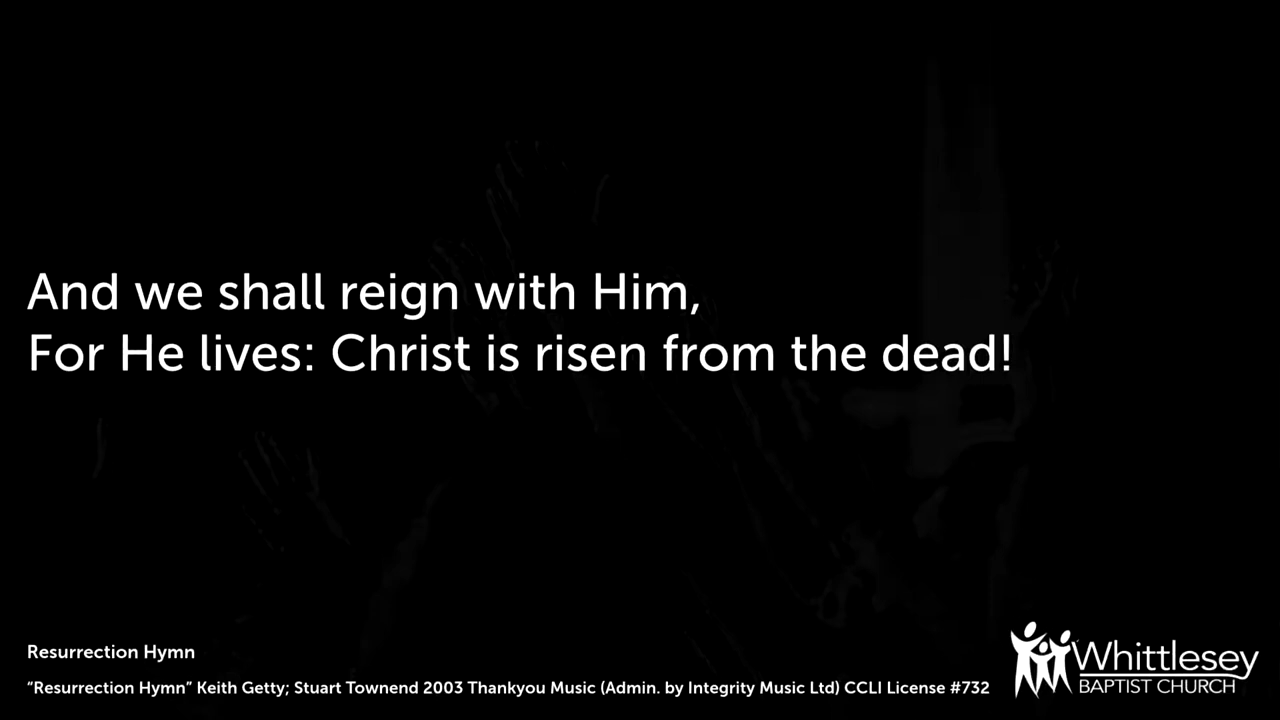 And we shall reign with Him,
For He lives: Christ is risen from the dead!
Resurrection Hymn
“Resurrection Hymn” Keith Getty; Stuart Townend 2003 Thankyou Music (Admin. by Integrity Music Ltd) CCLI License #732
Whittlesey
BAPTIST CHURCH